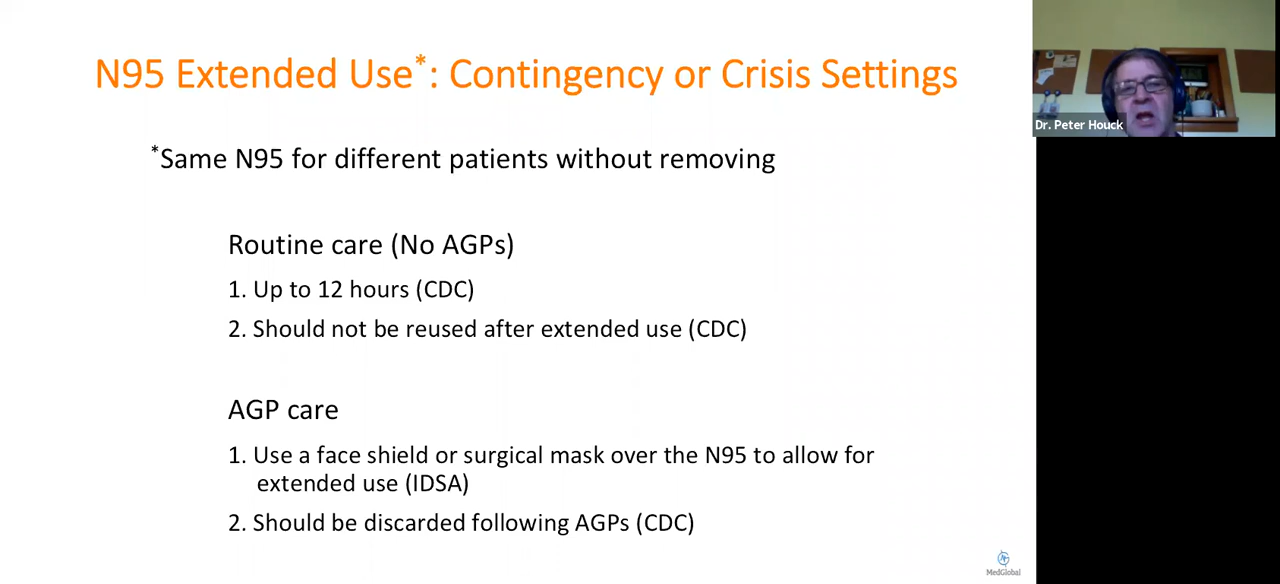 N95 Extended Use*: Contingency or Crisis Settings
*Same N95 for different patients without removing
Routine care (No AGPs)
1. Up to 12 hours (CDC)
2. Should not be reused after extended use (CDC)
AGP care
1. Use a face shield or surgical mask over the N95 to allow for
extended use (IDSA)
2. Should be discarded following AGPs (CDC)
MedGlobal
Dr. Peter Houck